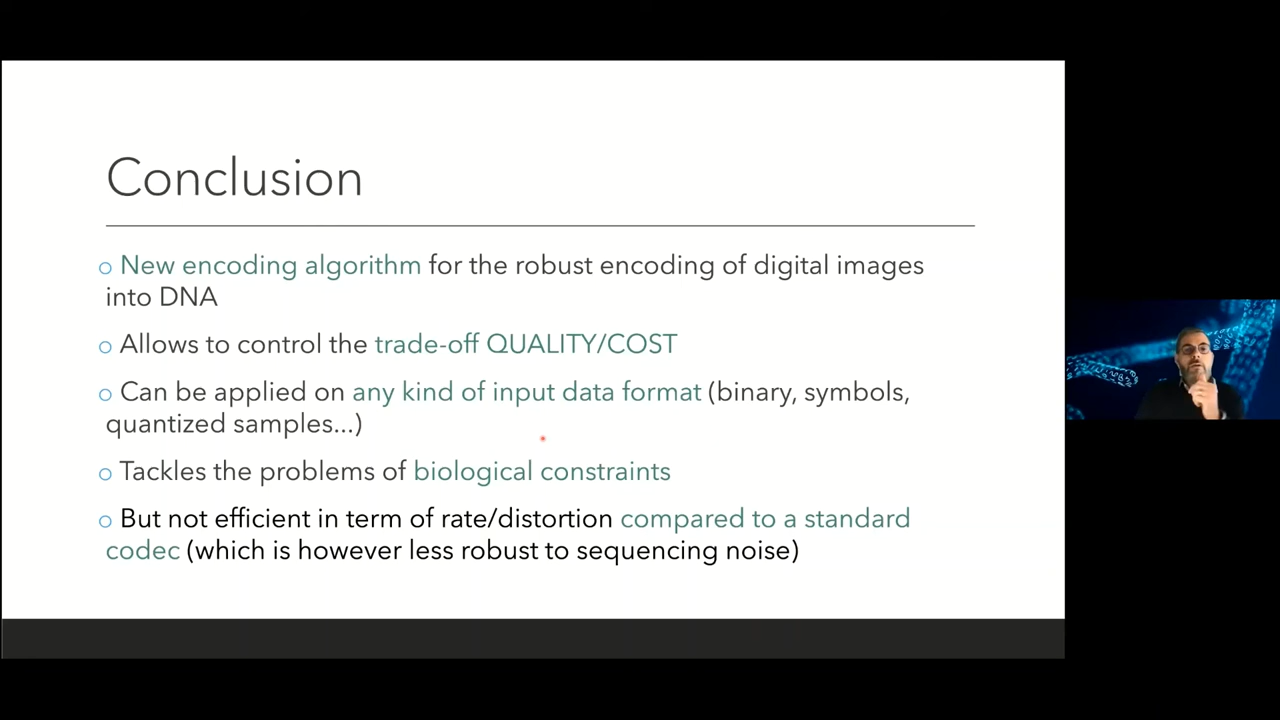 Conclusion
o New encoding algorithm for the robust encoding of digital images
into DNA
o Allows to control the trade-off QUALITY/COST
o Can be applied on any kind of input data format (binary, symbols,
quantized samples...)
o Tackles the problems of biological constraints
o But not efficient in term of rate/distortion compared to a standard
codec (which is however less robust to sequencing noise)